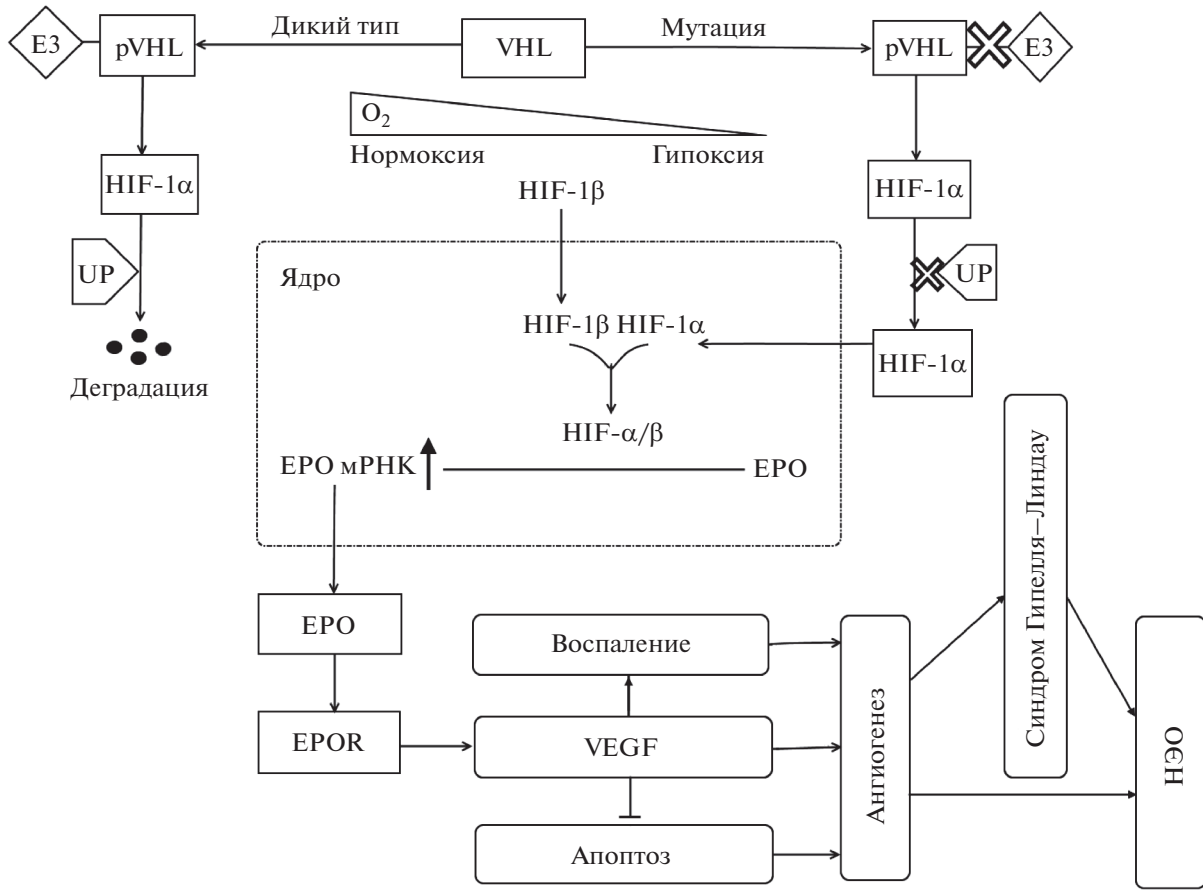 E3
pVHL
Дикий тип
VHL
Мутация
pVHL
E3
O2
Нормоксия
Гипоксия
HIF-1α
HIF-1β
HIF-1α
UP
Ядро
UP
HIF-1β HIF-1α
HIF-1α
Деградация
HIF-α/β
EPO мРНК
EPO
Синдром Гипелля–Линдау
EPO
Воспаление
EPOR
VEGF
Ангиогенез
НЭО
Апоптоз